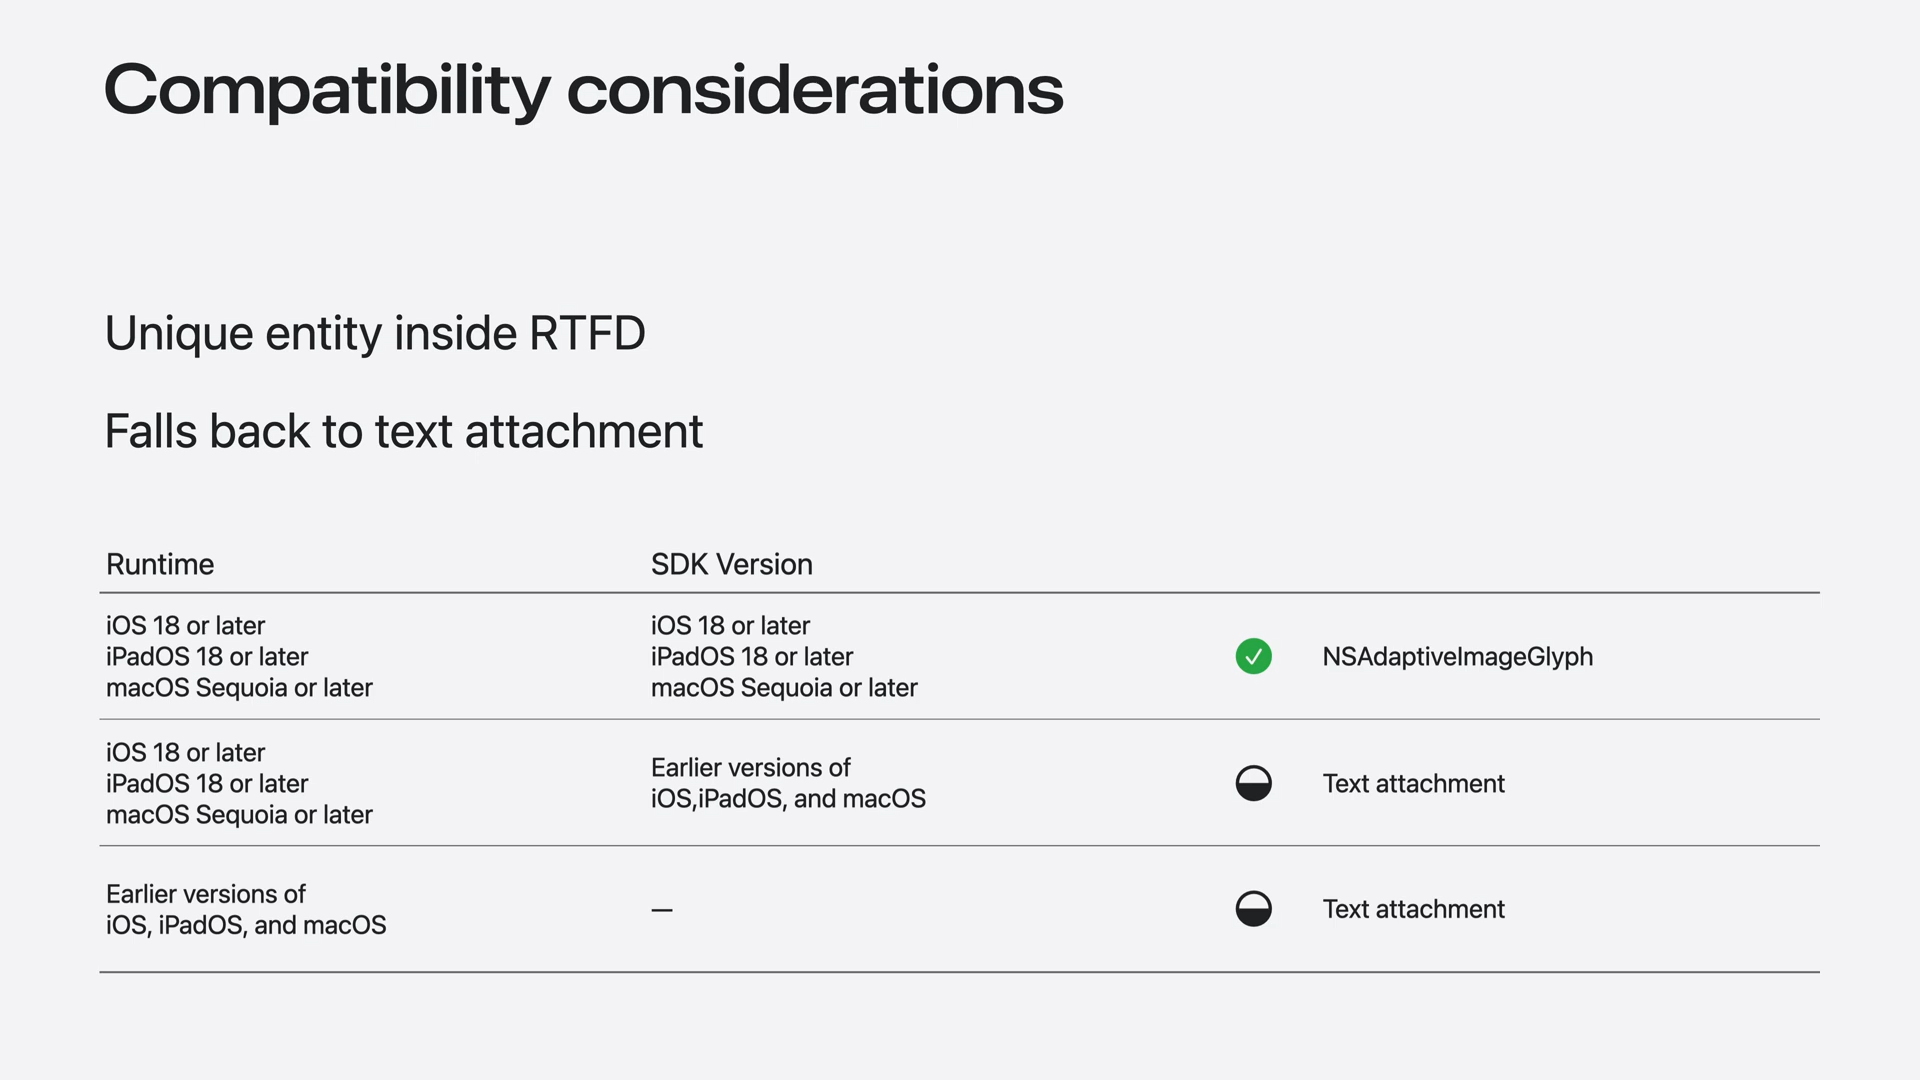 Compatibility considerations
Unique entity inside RTFD
Falls back to text attachment
Runtime
SDK Version
iOS 18 or later
iPadOS 18 or later
macOS Sequoia or later
iOS 18 or later
iPadOS 18 or later
macOS Sequoia or later
NSAdaptiveImageGlyph
iOS 18 or later
iPadOS 18 or later
macOS Sequoia or later
Earlier versions of
iOS,iPadOS, and macOS
Text attachment
Earlier versions of
iOS, iPadOS, and macOS
—
Text attachment